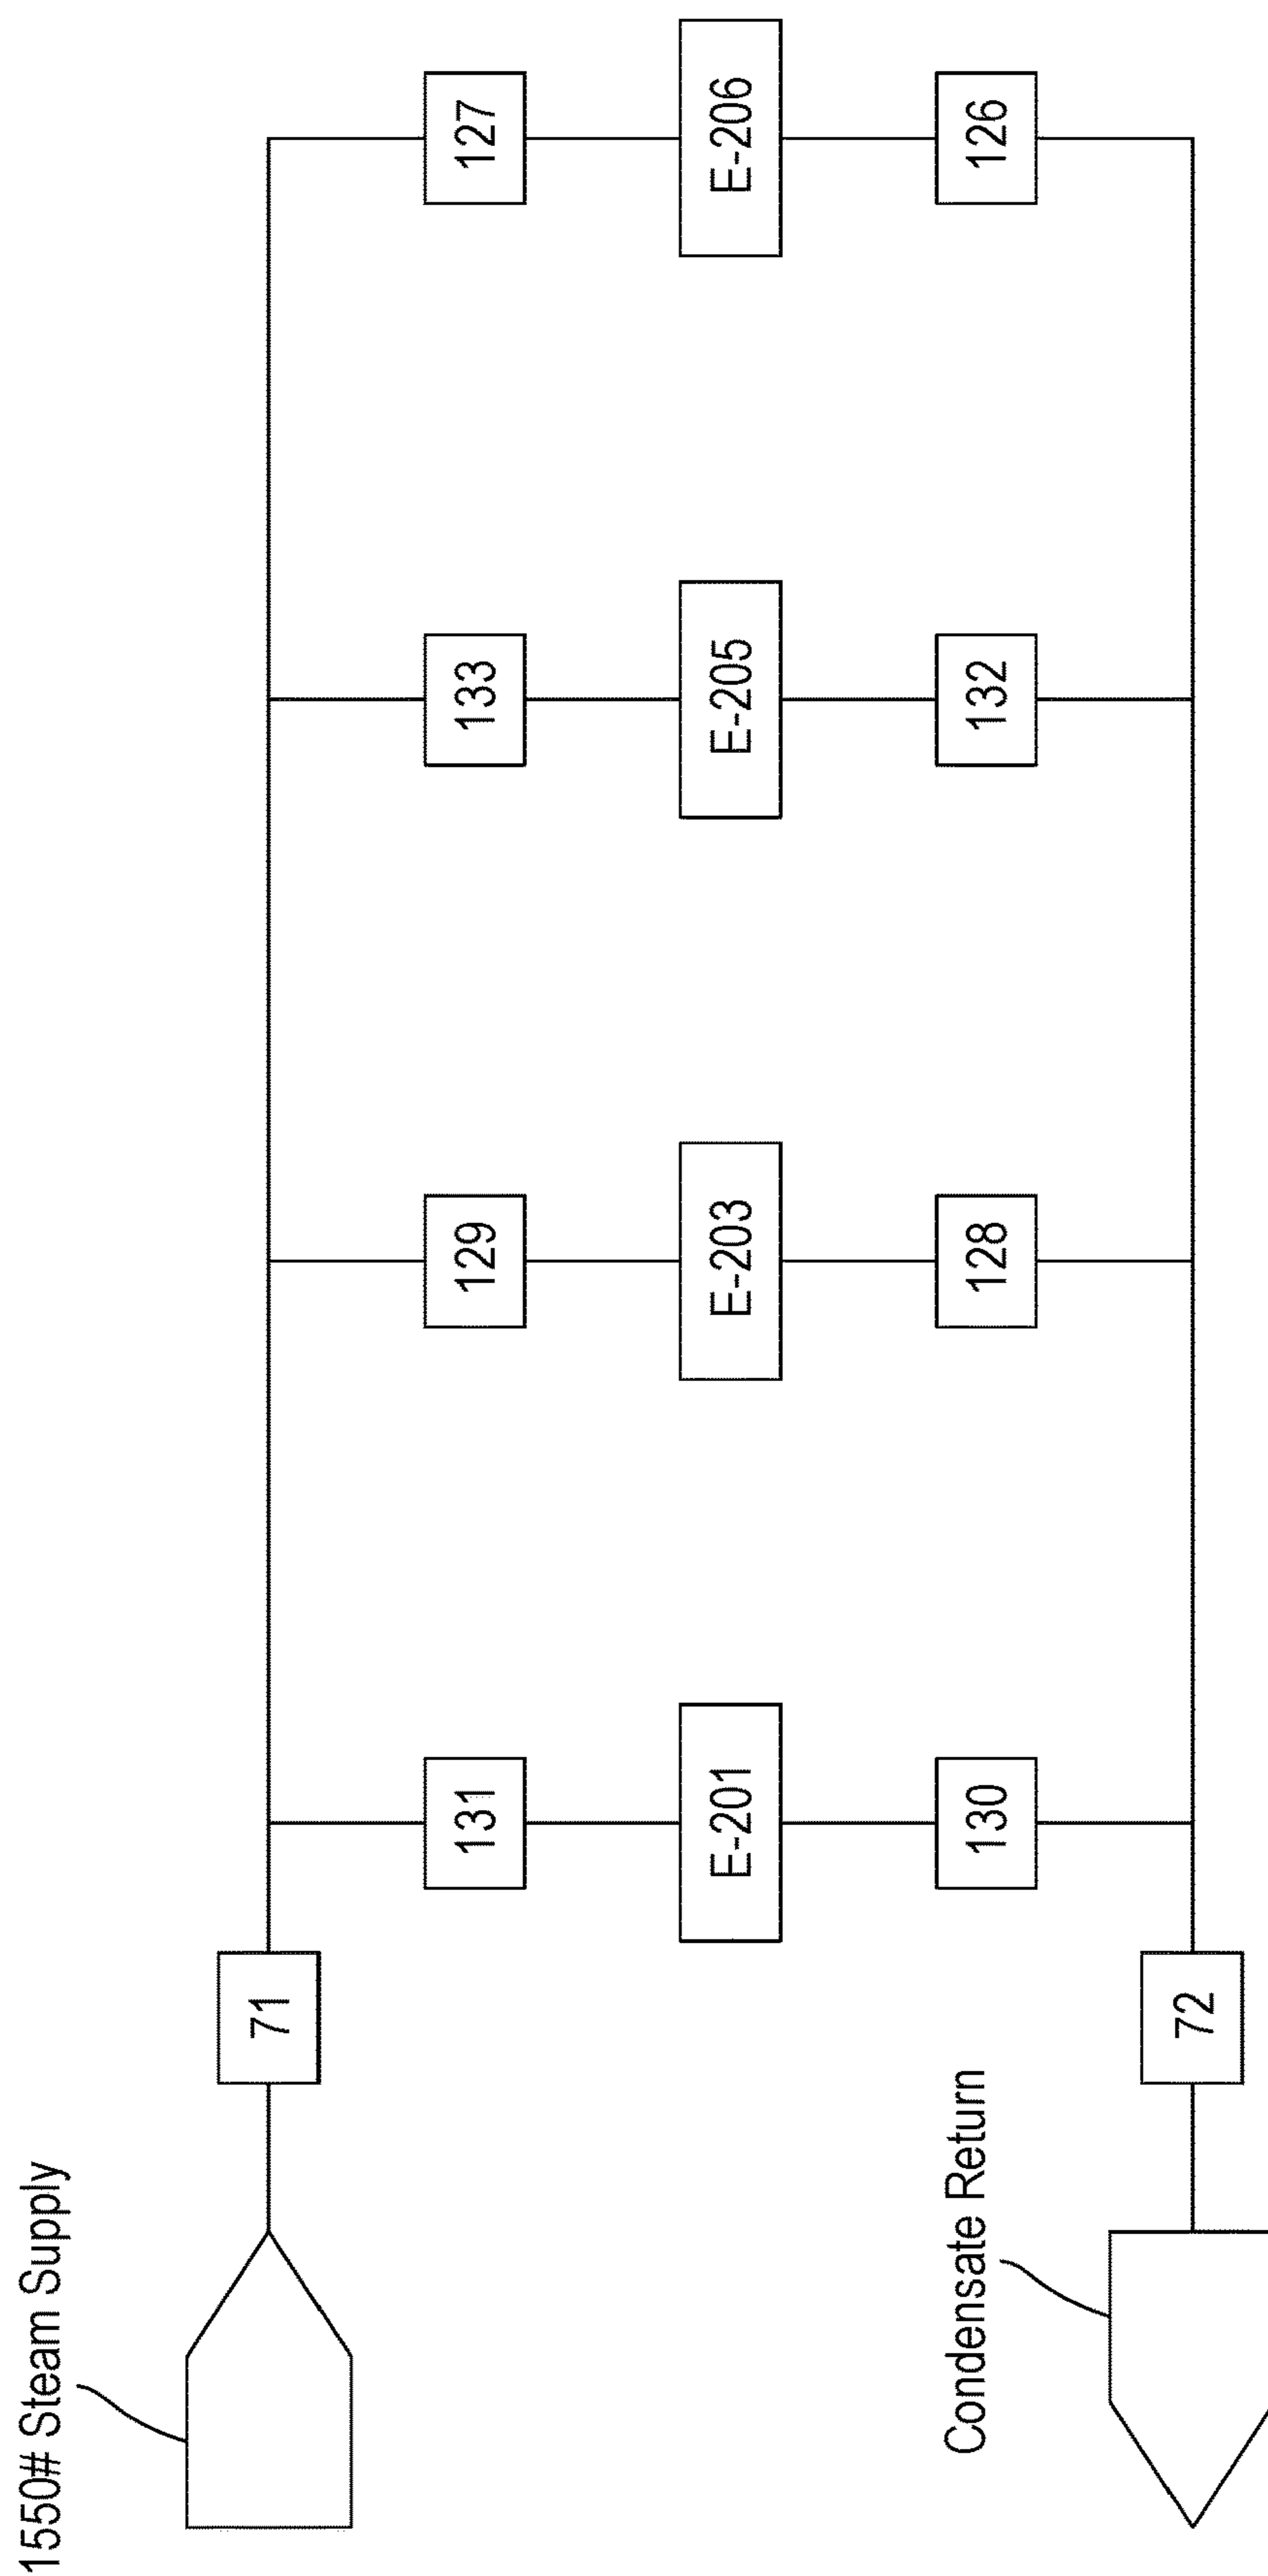 1550# Steam Supply
71
131
129
133
127
E-201
E-203
E-205
E-206
130
128
132
126
Condensate Return
72